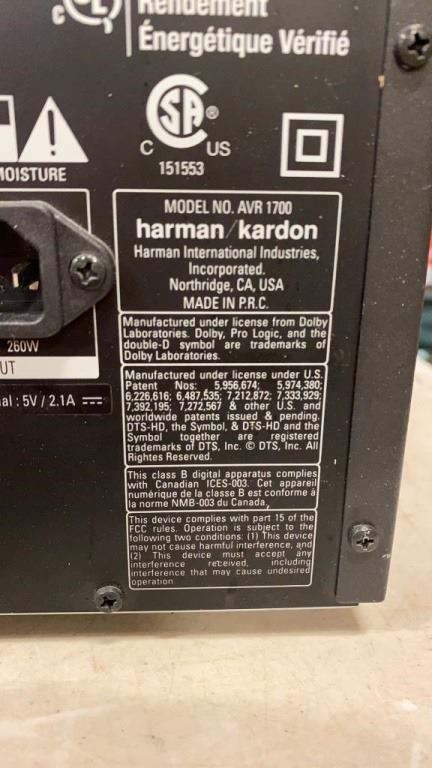 Rendement
c UL
Énergétique Vérifié
SA®
C US
151553
MOISTURE
MODEL NO. AVR 1700
harman/kardon
Harman International Industries,
Incorporated.
Northridge, CA, USA
MADE IN P.R.C.
260W
UT
al : 5V / 2.1A
Manufactured under license from Dolby
Laboratories. Dolby, Pro Logic, and the
double-D symbol are trademarks of
Dolby Laboratories.
Manufactured under license under U.S.
Patent Nos: 5,956,674; 5,974,380;
6,226,616; 6,487,535; 7,212,872; 7,333,929;
7,392,195; 7,272,567 & other U.S. and
worldwide patents issued & pending.
DTS-HD, the Symbol, & DTS-HD and the
Symbol together are registered
trademarks of DTS, Inc. © DTS, Inc. All
Rightes Reserved.
This class B digital apparatus complies
with Canadian ICES-003. Cet appareil
numérique de la classe B est conforme à
la norme NMB-003 du Canada,
This device complies with part 15 of the
FCC rules. Operation is subject to the
following two conditions: (1) This device
may not cause harmful interference, and
(2) This device must accept any
interference received, including
interference that may cause undesired
operation.